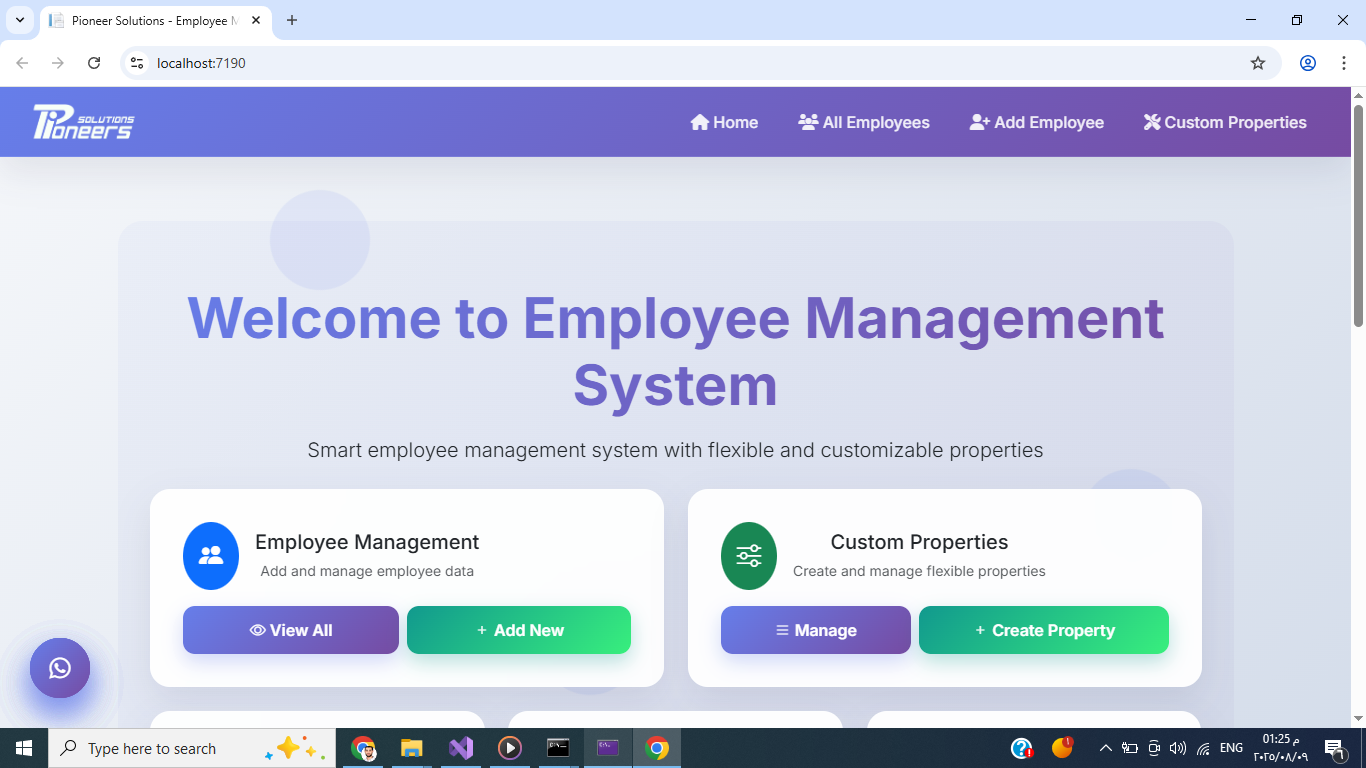 Pioneer Solutions - Employee M
localhost:7190
SOLUTIONS
Pioneers
Home
All Employees
Add Employee
Custom Properties
Welcome to Employee Management
System
Smart employee management system with flexible and customizable properties
Employee Management
Add and manage employee data
View All
+ Add New
Custom Properties
Create and manage flexible properties
Manage
+ Create Property
Type here to search
ENG
01:25 م
٢٠٢٥/٠٨/٠٩
1
1